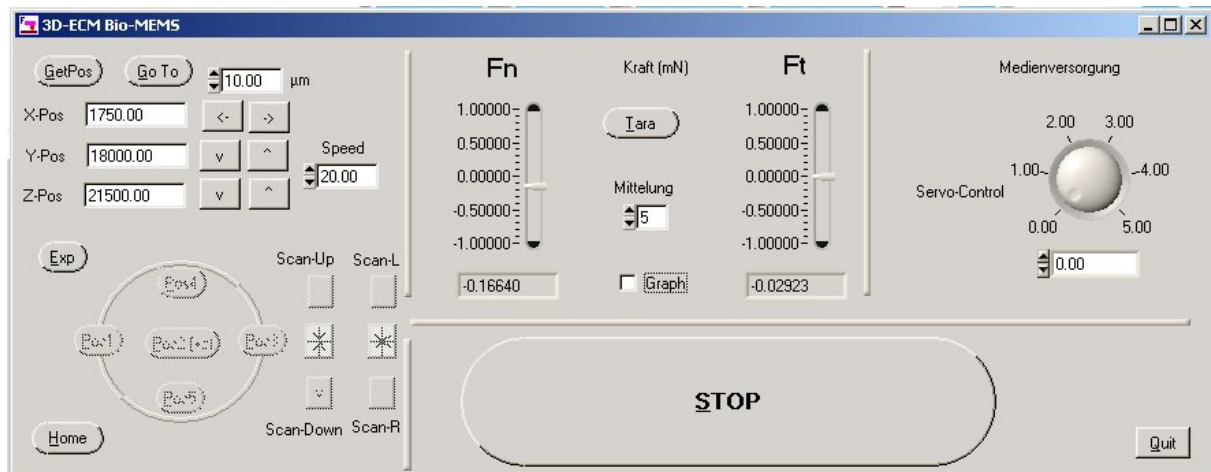 3D-ECM Bio-MEMS
GetPos Go To 10.00 µm
X-Pos 1750.00 <- ->
Y-Pos 18000.00 v ^
Z-Pos 21500.00 v ^
Speed
20.00
Exp
Pos4
Pos1
Pos3
Pos5
Home
Scan-Up Scan-L
v
Scan-Down Scan-R
Fn
1.00000
0.50000
0.00000
-0.50000
-1.00000
-0.16640
Kraft (mN)
Tara
Mittelung
5
Graph
Ft
1.00000
0.50000
0.00000
-0.50000
-1.00000
-0.02923
Medienversorgung
2.00 3.00
1.00 4.00
Servo-Control
0.00 5.00
0.00
STOP
Quit